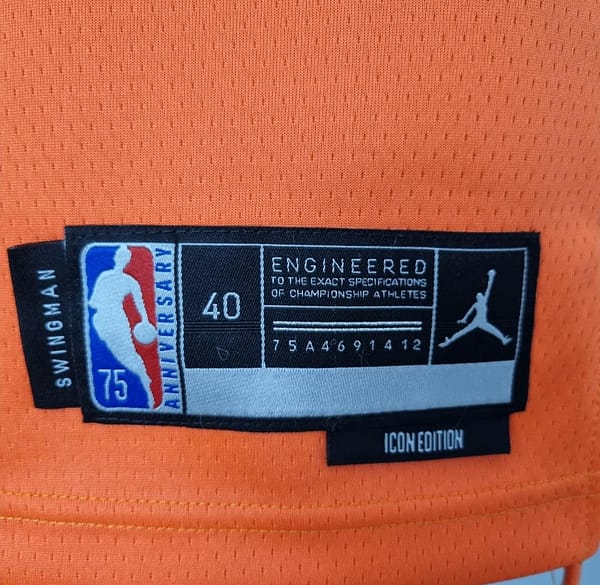 SWINGMAN
75
ANNIVERSARY
40
ENGINEERED
TO THE EXACT SPECIFICATIONS
OF CHAMPIONSHIP ATHLETES
75A4691412
ICON EDITION